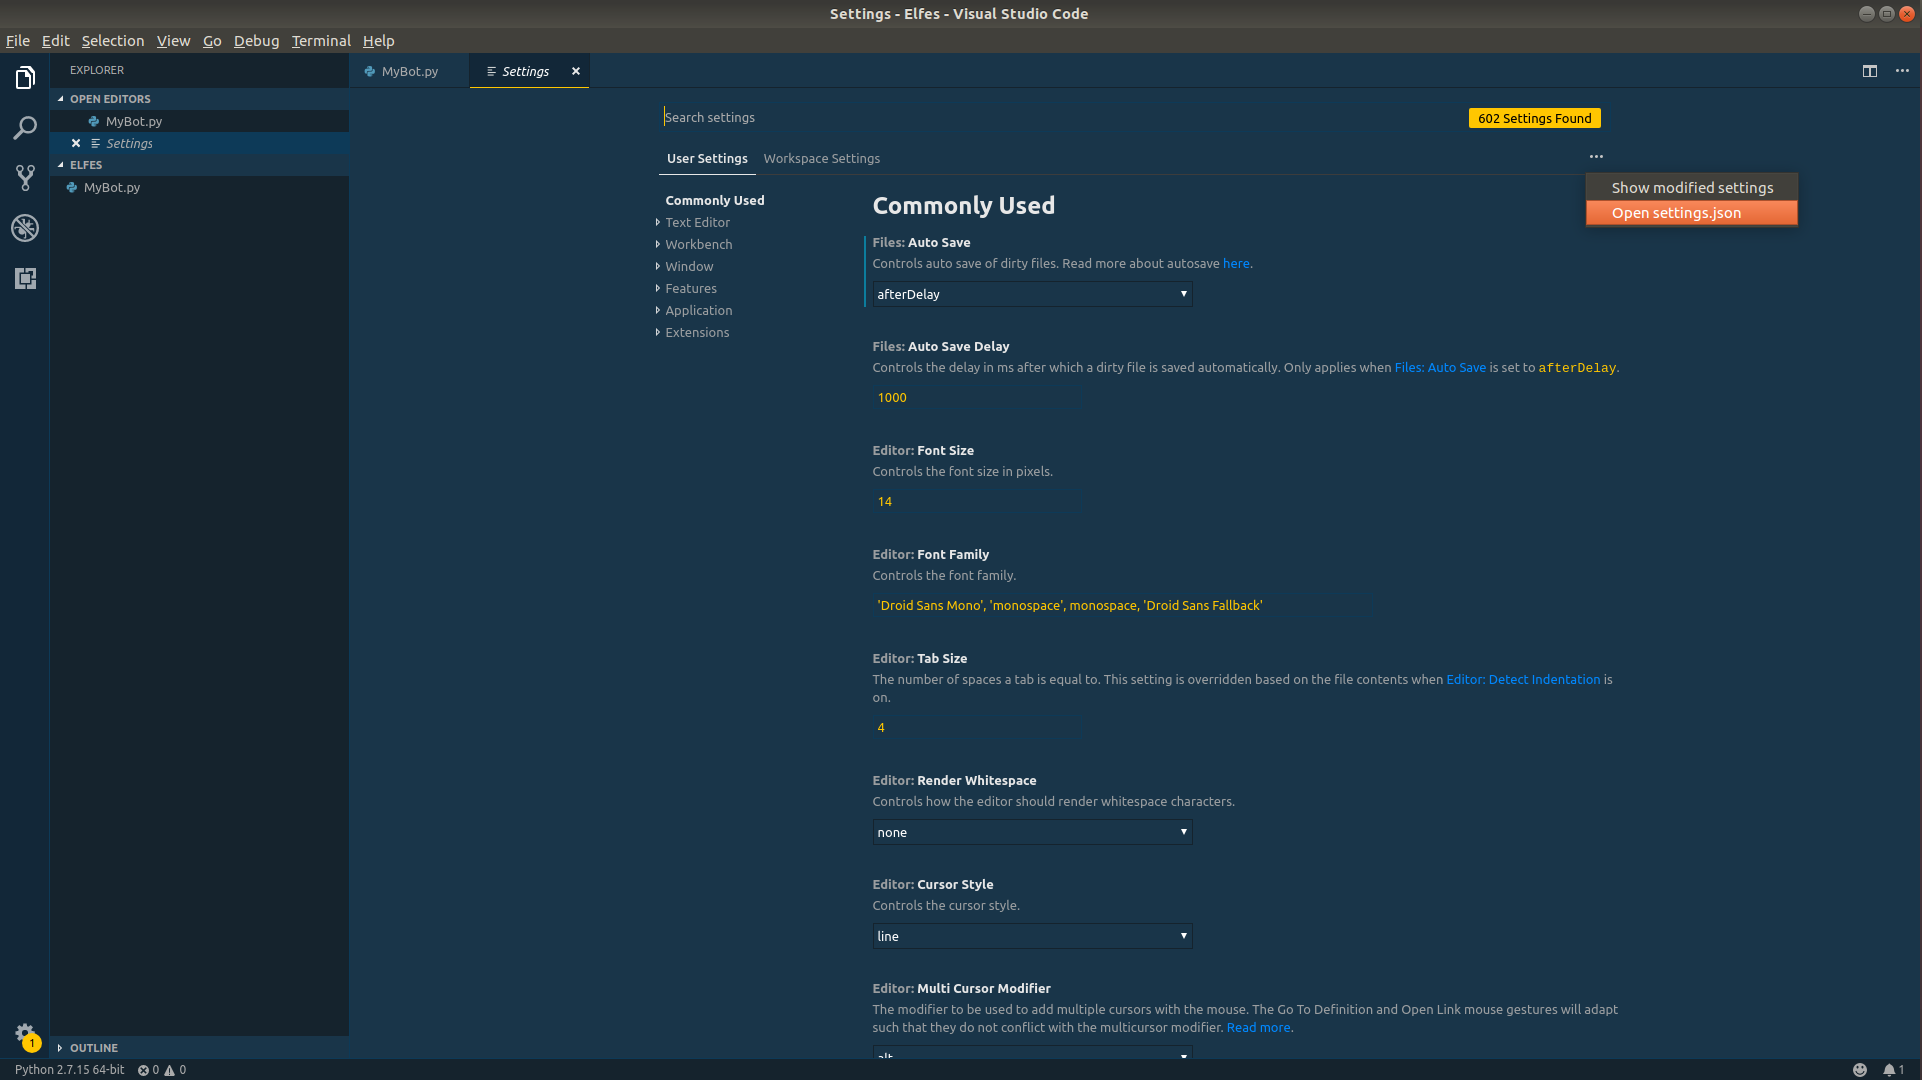 Settings - Elfes - Visual Studio Code
File Edit Selection View Go Debug Terminal Help
EXPLORER
OPEN EDITORS
MyBot.py
Settings
ELFES
MyBot.py
OUTLINE
MyBot.py
Settings
Search settings
602 Settings Found
User Settings Workspace Settings
Show modified settings
Open settings.json
Commonly Used
Text Editor
Workbench
Window
Features
Application
Extensions
Commonly Used
Files: Auto Save
Controls auto save of dirty files. Read more about autosave here.
afterDelay
Files: Auto Save Delay
Controls the delay in ms after which a dirty file is saved automatically. Only applies when Files: Auto Save is set to afterDelay.
1000
Editor: Font Size
Controls the font size in pixels.
14
Editor: Font Family
Controls the font family.
'Droid Sans Mono', 'monospace', monospace, 'Droid Sans Fallback'
Editor: Tab Size
The number of spaces a tab is equal to. This setting is overridden based on the file contents when Editor: Detect Indentation is
on.
4
Editor: Render Whitespace
Controls how the editor should render whitespace characters.
none
Editor: Cursor Style
Controls the cursor style.
line
Editor: Multi Cursor Modifier
The modifier to be used to add multiple cursors with the mouse. The Go To Definition and Open Link mouse gestures will adapt
such that they do not conflict with the multicursor modifier. Read more.
alt
1
Python 2.7.15 64-bit 0 0
1